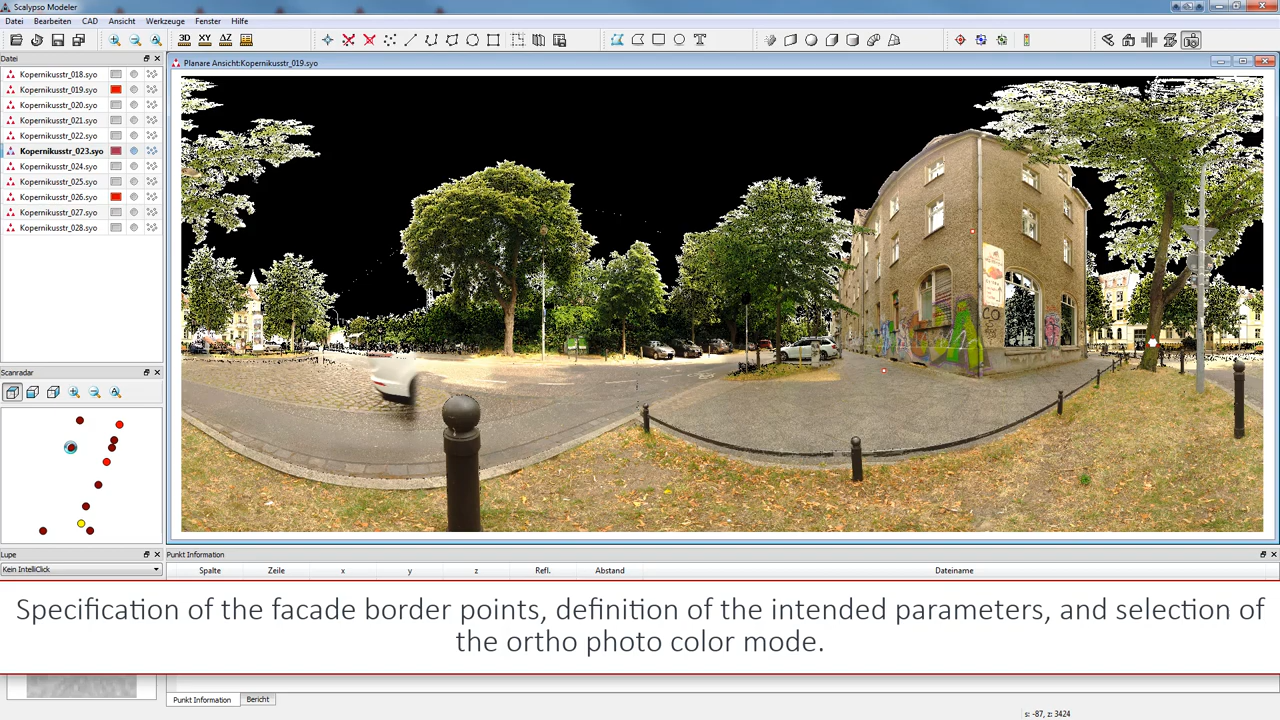 Scalypso Modeler
Datei Bearbeiten CAD Ansicht Werkzeuge Fenster Hilfe
3D XY ΔZ
Datei
Planare Ansicht:Kopernikusstr_019.syo
Kopernikusstr_018.syo
Kopernikusstr_019.syo
Kopernikusstr_020.syo
Kopernikusstr_021.syo
Kopernikusstr_022.syo
Kopernikusstr_023.syo
Kopernikusstr_024.syo
Kopernikusstr_025.syo
Kopernikusstr_026.syo
Kopernikusstr_027.syo
Kopernikusstr_028.syo
Scanradar
Lupe
Kein IntelliClick
Punkt Information
Spalte Zeile x y z Refl. Abstand Dateiname
Specification of the facade border points, definition of the intended parameters, and selection of
the ortho photo color mode.
Punkt Information Bericht
s: -87, z: 3424